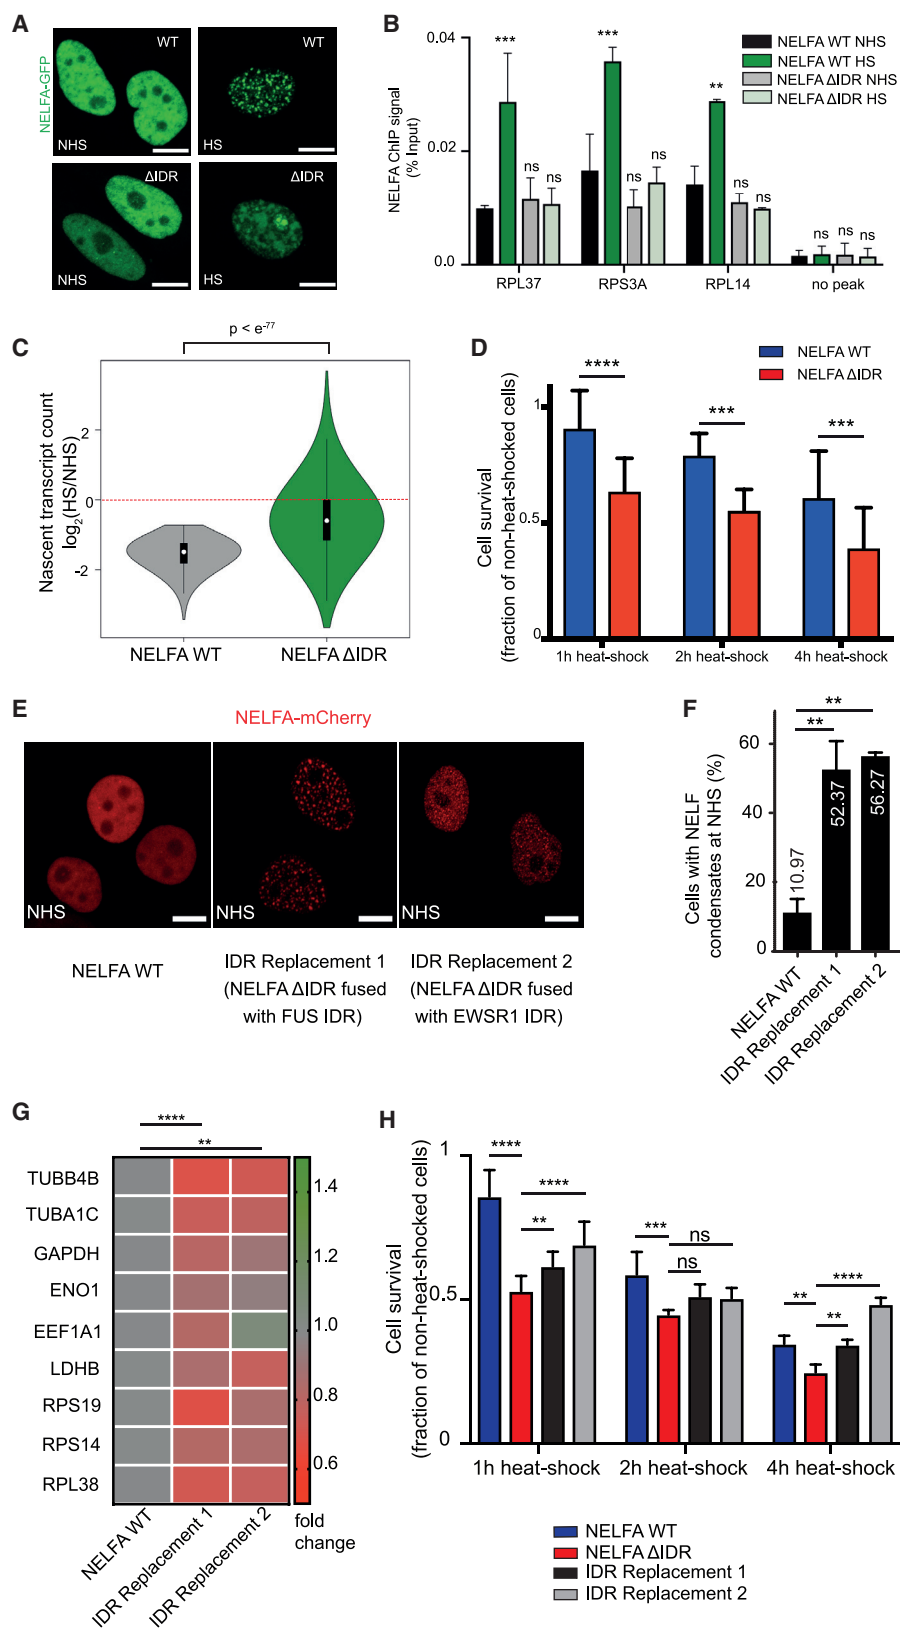 A
NELFA-GFP
WT
NHS
WT
HS
ΔIDR
NHS
ΔIDR
HS
B
NELFA ChIP signal
(% Input)
0.04
0.02
0.0
***
***
**
ns
ns
ns
ns
ns
ns
ns
ns
ns
NELFA WT NHS
NELFA WT HS
NELFA ΔIDR NHS
NELFA ΔIDR HS
RPL37
RPS3A
RPL14
no peak
C
p < e-77
Nascent transcript count
log2(HS/NHS)
2
0
-2
NELFA WT
NELFA ΔIDR
D
NELFA WT
NELFA ΔIDR
Cell survival
(fraction of non-heat-shocked cells)
1
0.5
0
****
***
***
1h heat-shock
2h heat-shock
4h heat-shock
E
NELFA-mCherry
NHS
NHS
NHS
NELFA WT
IDR Replacement 1
(NELFA ΔIDR fused
with FUS IDR)
IDR Replacement 2
(NELFA ΔIDR fused
with EWSR1 IDR)
F
Cells with NELF
condensates at NHS (%)
60
40
20
0
**
**
10.97
52.37
56.27
NELFA WT
IDR Replacement 1
IDR Replacement 2
G
****
**
TUBB4B
TUBA1C
GAPDH
ENO1
EEF1A1
LDHB
RPS19
RPS14
RPL38
1.4
1.2
1.0
0.8
0.6
fold
change
NELFA WT
IDR Replacement 1
IDR Replacement 2
H
Cell survival
(fraction of non-heat-shocked cells)
1
0.5
0
****
****
**
***
ns
ns
**
****
**
1h heat-shock
2h heat-shock
4h heat-shock
NELFA WT
NELFA ΔIDR
IDR Replacement 1
IDR Replacement 2